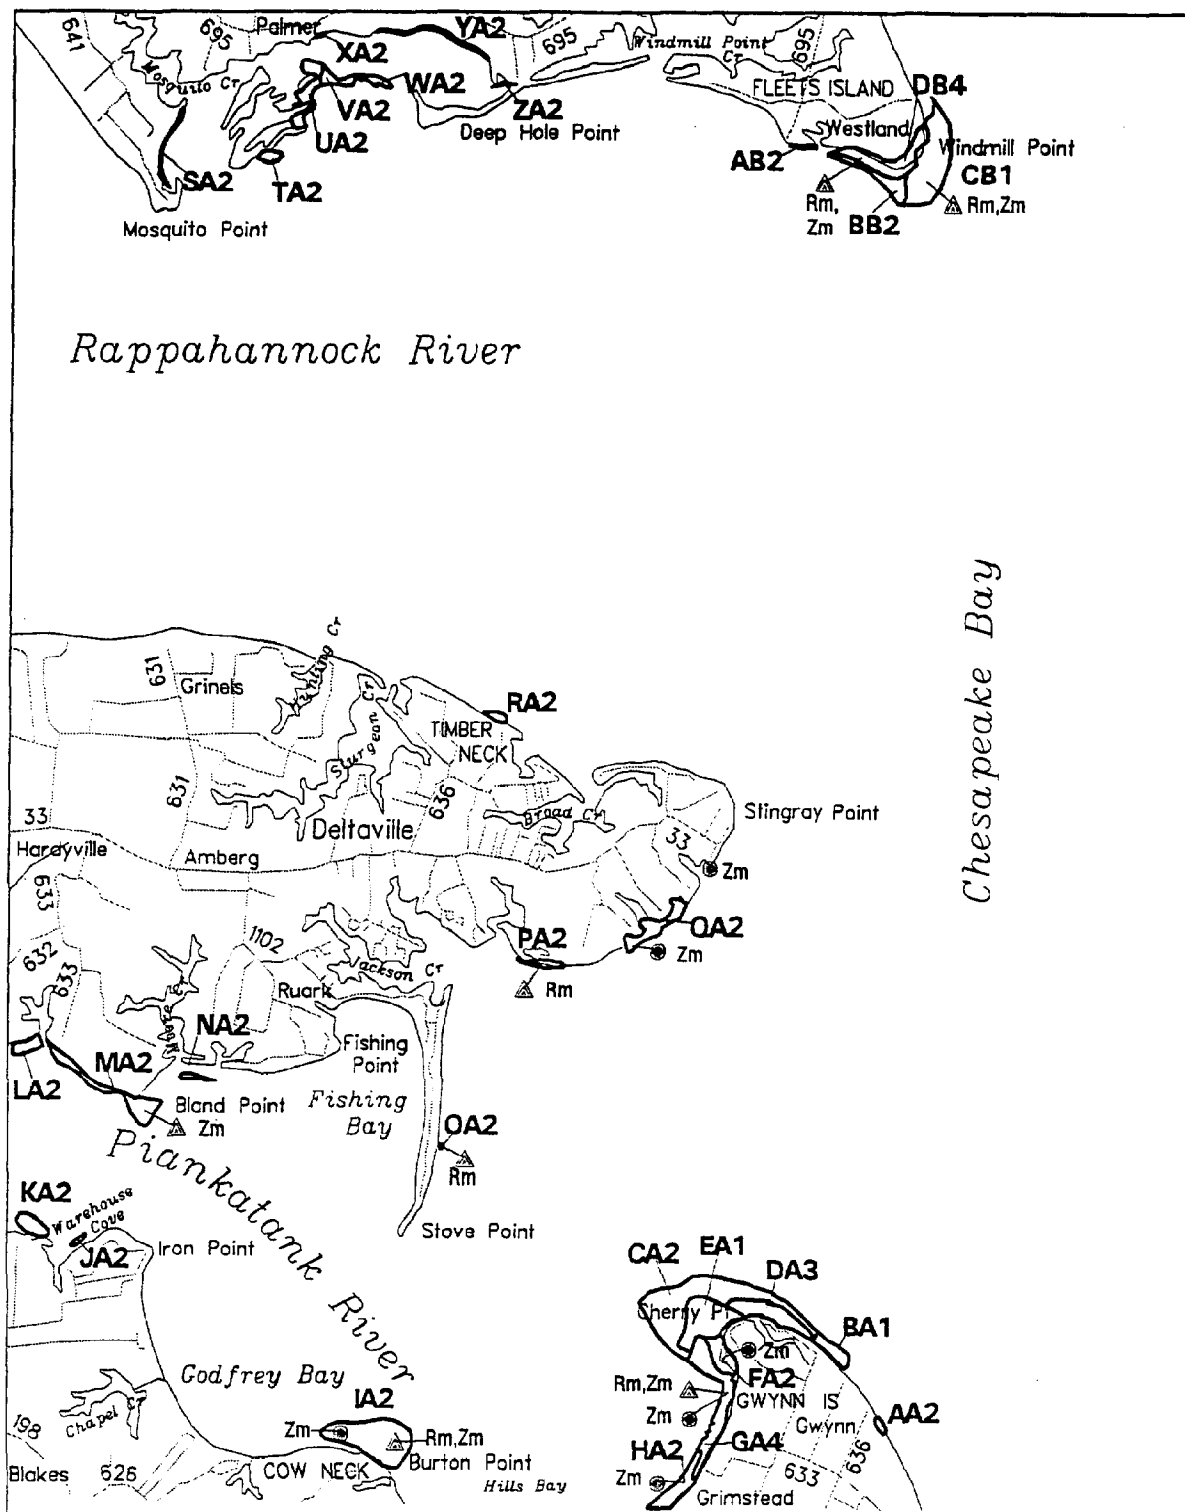 641
695
Palmer
YA2
695
Windmill Point
Cr
695
XA2
Mosquito Cr
WA2
FLEETS ISLAND
DB4
VA2
ZA2
UA2
Deep Hole Point
Westland
Windmill Point
AB2
SA2
TA2
CB1
Rm,
Zm
BB2
Rm,Zm
Mosquito Point
Rappahannock River
Chesapeake Bay
631
Grinels
Hunting Cr
RA2
TIMBER
NECK
Sturgeon Cr
631
636
Stingray Point
33
Deltaville
Broad Cr
33
Hardyville
Amberg
Zm
633
632
633
1102
PA2
QA2
Zm
Jackson Cr
Rm
Ruark
Moore Cr
NA2
Fishing
Point
MA2
LA2
Bland Point
Fishing
Bay
Zm
OA2
Rm
Piankatank River
KA2
Warehouse
Cove
JA2
Iron Point
Stove Point
CA2
EA1
DA3
Cherry Pt
BA1
Zm
FA2
Godfrey Bay
IA2
Rm,Zm
GWYNN IS
Gwynn
AA2
Chapel Cr
198
Zm
Rm,Zm
Zm
HA2
GA4
636
Blakes
626
COW NECK
Burton Point
Hills Bay
Zm
633
Grimstead